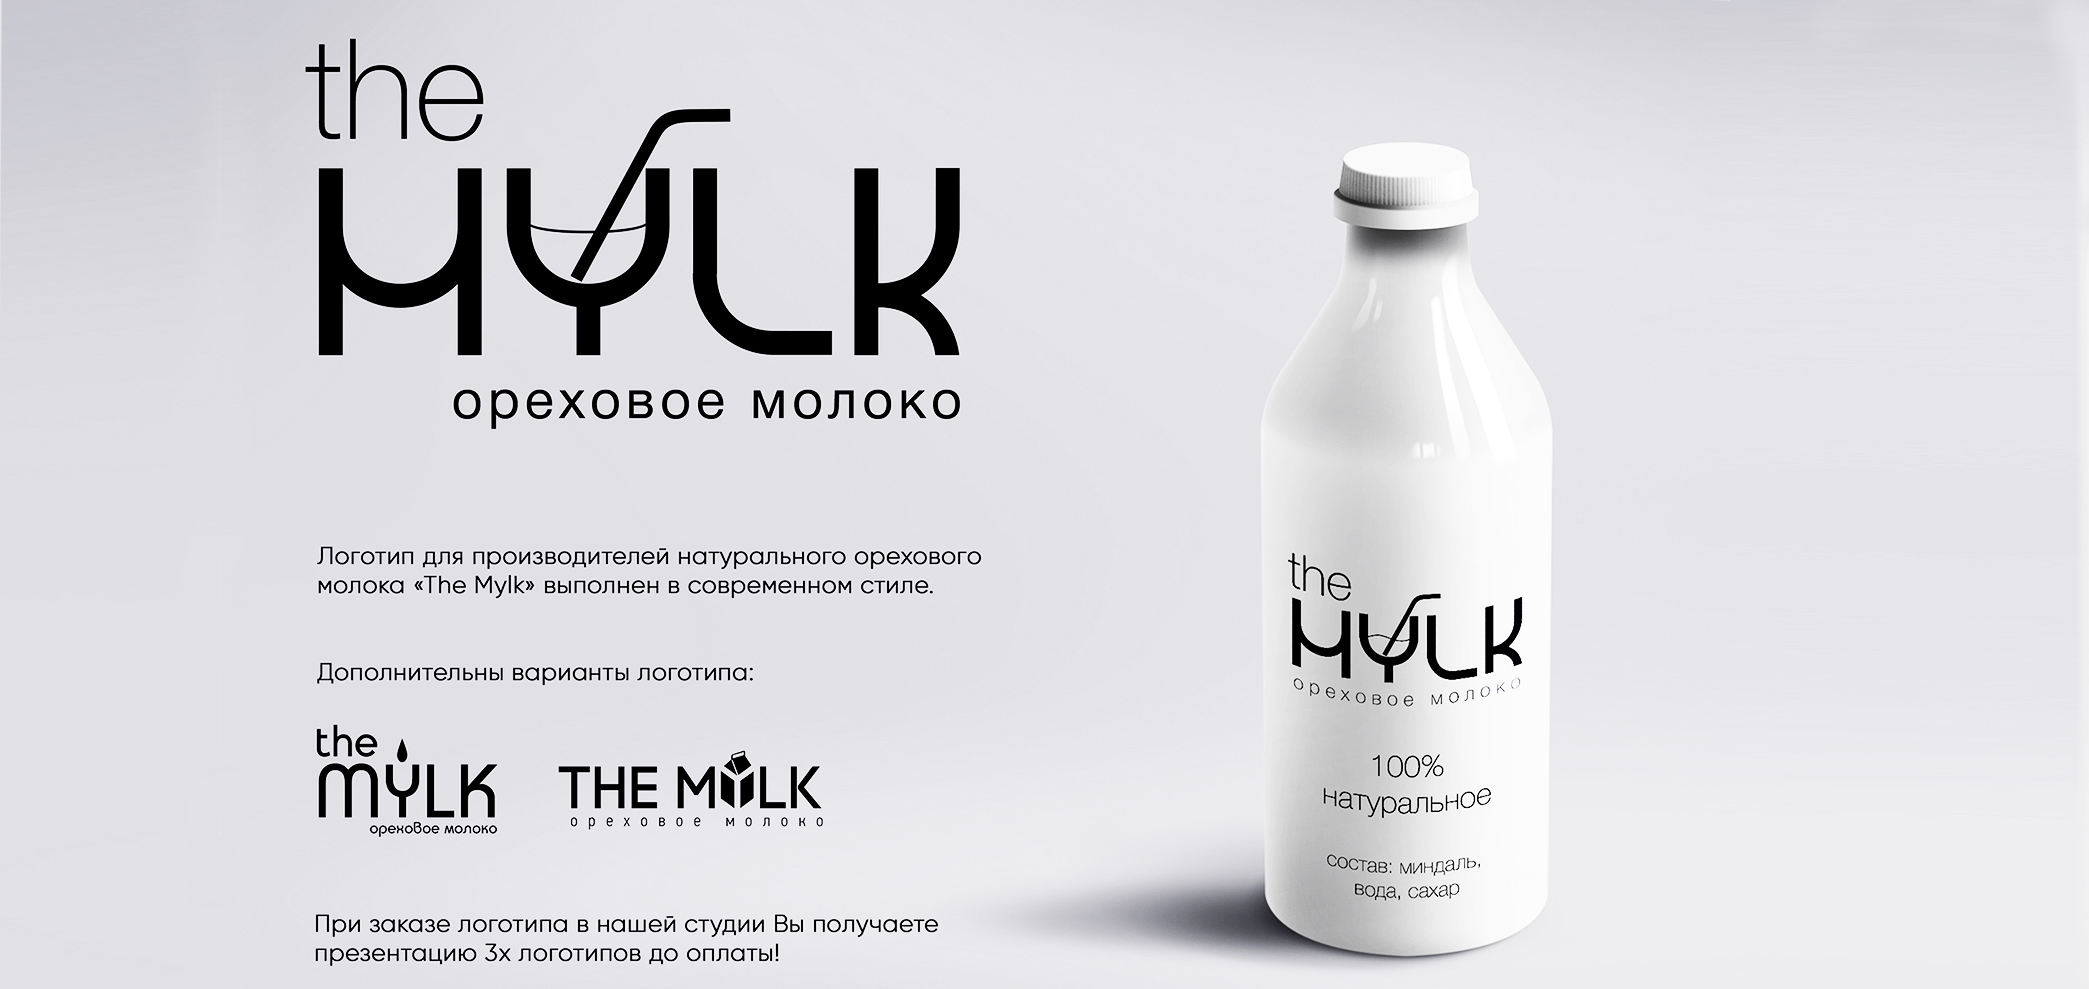 the
MYLK
ореховое молоко
Логотип для производителей натурального орехового
молока «The Mylk» выполнен в современном стиле.
Дополнительны варианты логотипа:
the
mYLK
ореховое молоко
THE MYLK
ореховое молоко
При заказе логотипа в нашей студии Вы получаете
презентацию 3х логотипов до оплаты!
the
MYLK
ореховое молоко
100%
натуральное
состав: миндаль,
вода, сахар